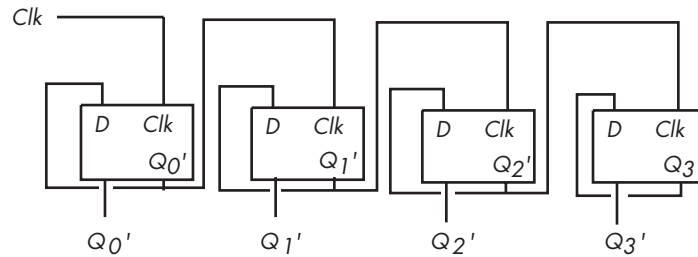 Clk
D Clk
Q0'
D Clk
Q1'
D Clk
Q2'
D Clk
Q3
Q0' Q1' Q2' Q3'